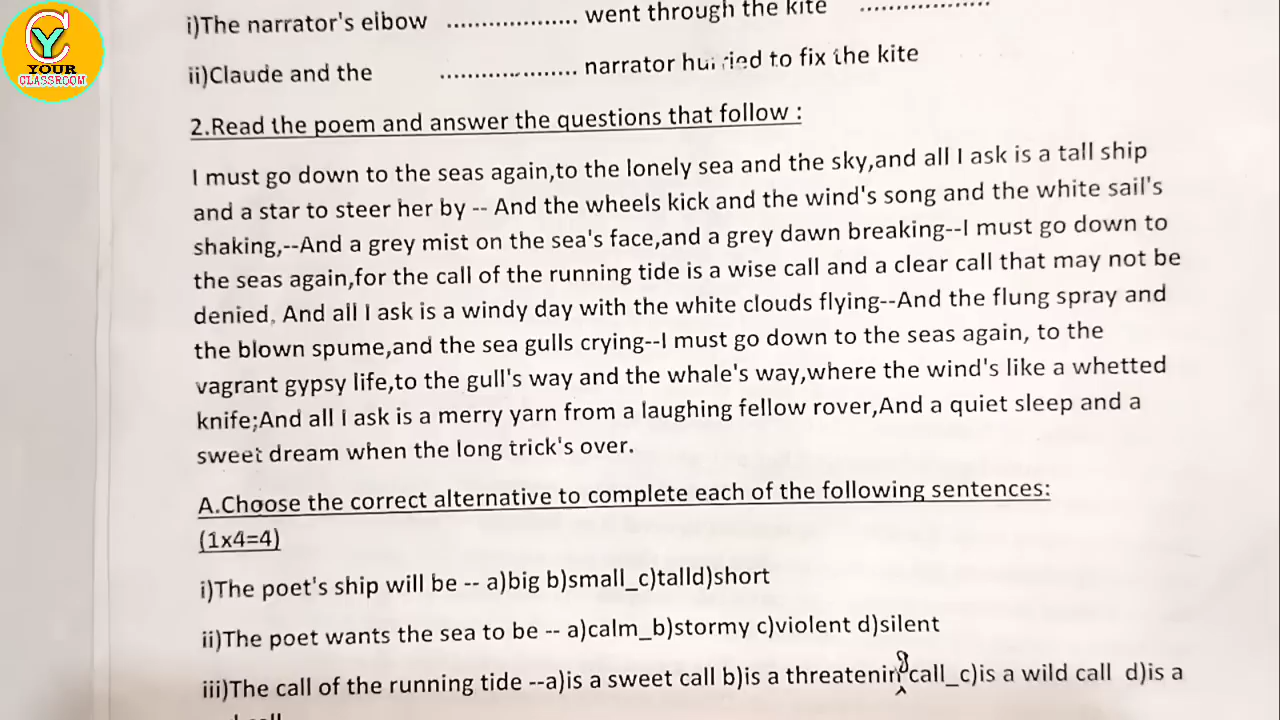 YOUR
CLASSROOM
i)The narrator's elbow .................. went through the kite ..................
ii)Claude and the .................. narrator hurried to fix the kite
2.Read the poem and answer the questions that follow :
I must go down to the seas again,to the lonely sea and the sky,and all I ask is a tall ship
and a star to steer her by -- And the wheels kick and the wind's song and the white sail's
shaking,--And a grey mist on the sea's face,and a grey dawn breaking--I must go down to
the seas again,for the call of the running tide is a wise call and a clear call that may not be
denied. And all I ask is a windy day with the white clouds flying--And the flung spray and
the blown spume,and the sea gulls crying--I must go down to the seas again, to the
vagrant gypsy life,to the gull's way and the whale's way,where the wind's like a whetted
knife;And all I ask is a merry yarn from a laughing fellow rover,And a quiet sleep and a
sweet dream when the long trick's over.
A.Choose the correct alternative to complete each of the following sentences:
(1x4=4)
i)The poet's ship will be -- a)big b)small_c)talld)short
ii)The poet wants the sea to be -- a)calm_b)stormy c)violent d)silent
iii)The call of the running tide --a)is a sweet call b)is a threatening call_c)is a wild call d)is a